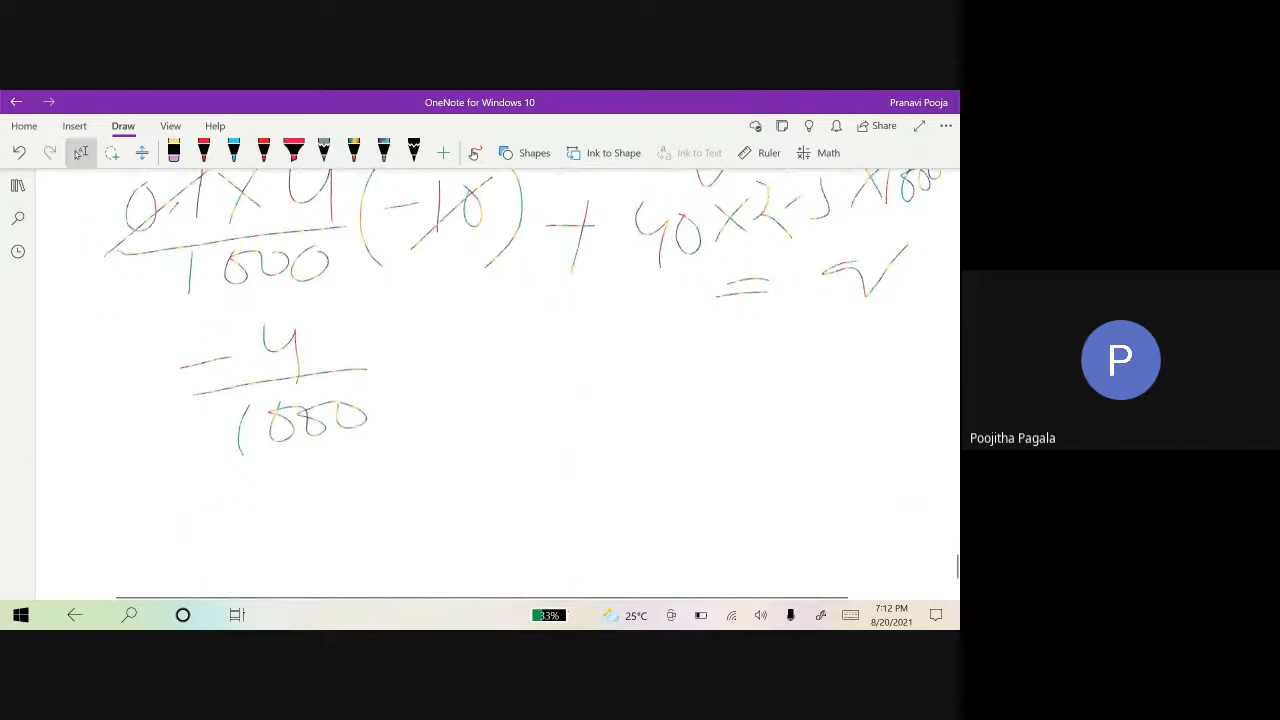 OneNote for Windows 10
Pranavi Pooja
Home Insert Draw View Help
Share
Shapes Ink to Shape Ink to Text Ruler Math
0.1 × 4 (-10) + 40 × 2
1000
=
- 4
1000
P
Poojitha Pagala
33%
25°C
7:12 PM
8/20/2021